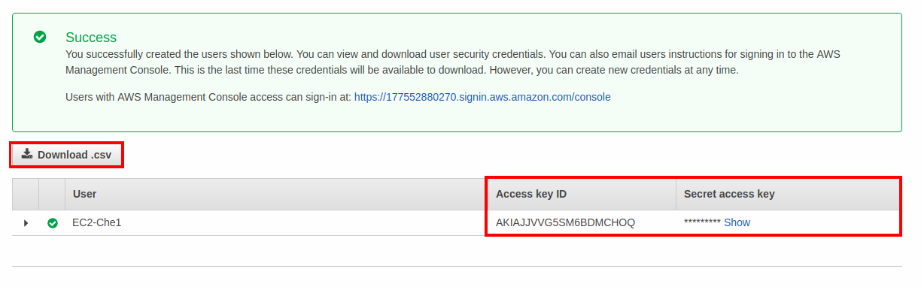 Success
You successfully created the users shown below. You can view and download user security credentials. You can also email users instructions for signing in to the AWS
Management Console. This is the last time these credentials will be available to download. However, you can create new credentials at any time.
Users with AWS Management Console access can sign-in at: https://177552880270.signin.aws.amazon.com/console
Download .csv
User Access key ID Secret access key
EC2-Che1 AKIAJJVVG5SM6BDMCHOQ ********* Show